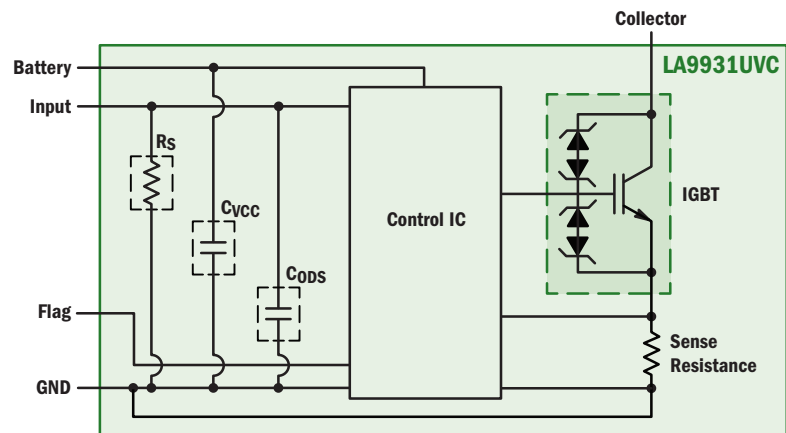 Collector
LA9931UVC
Battery
Input
RS
CVCC
CODS
Control IC
IGBT
Flag
Sense
Resistance
GND